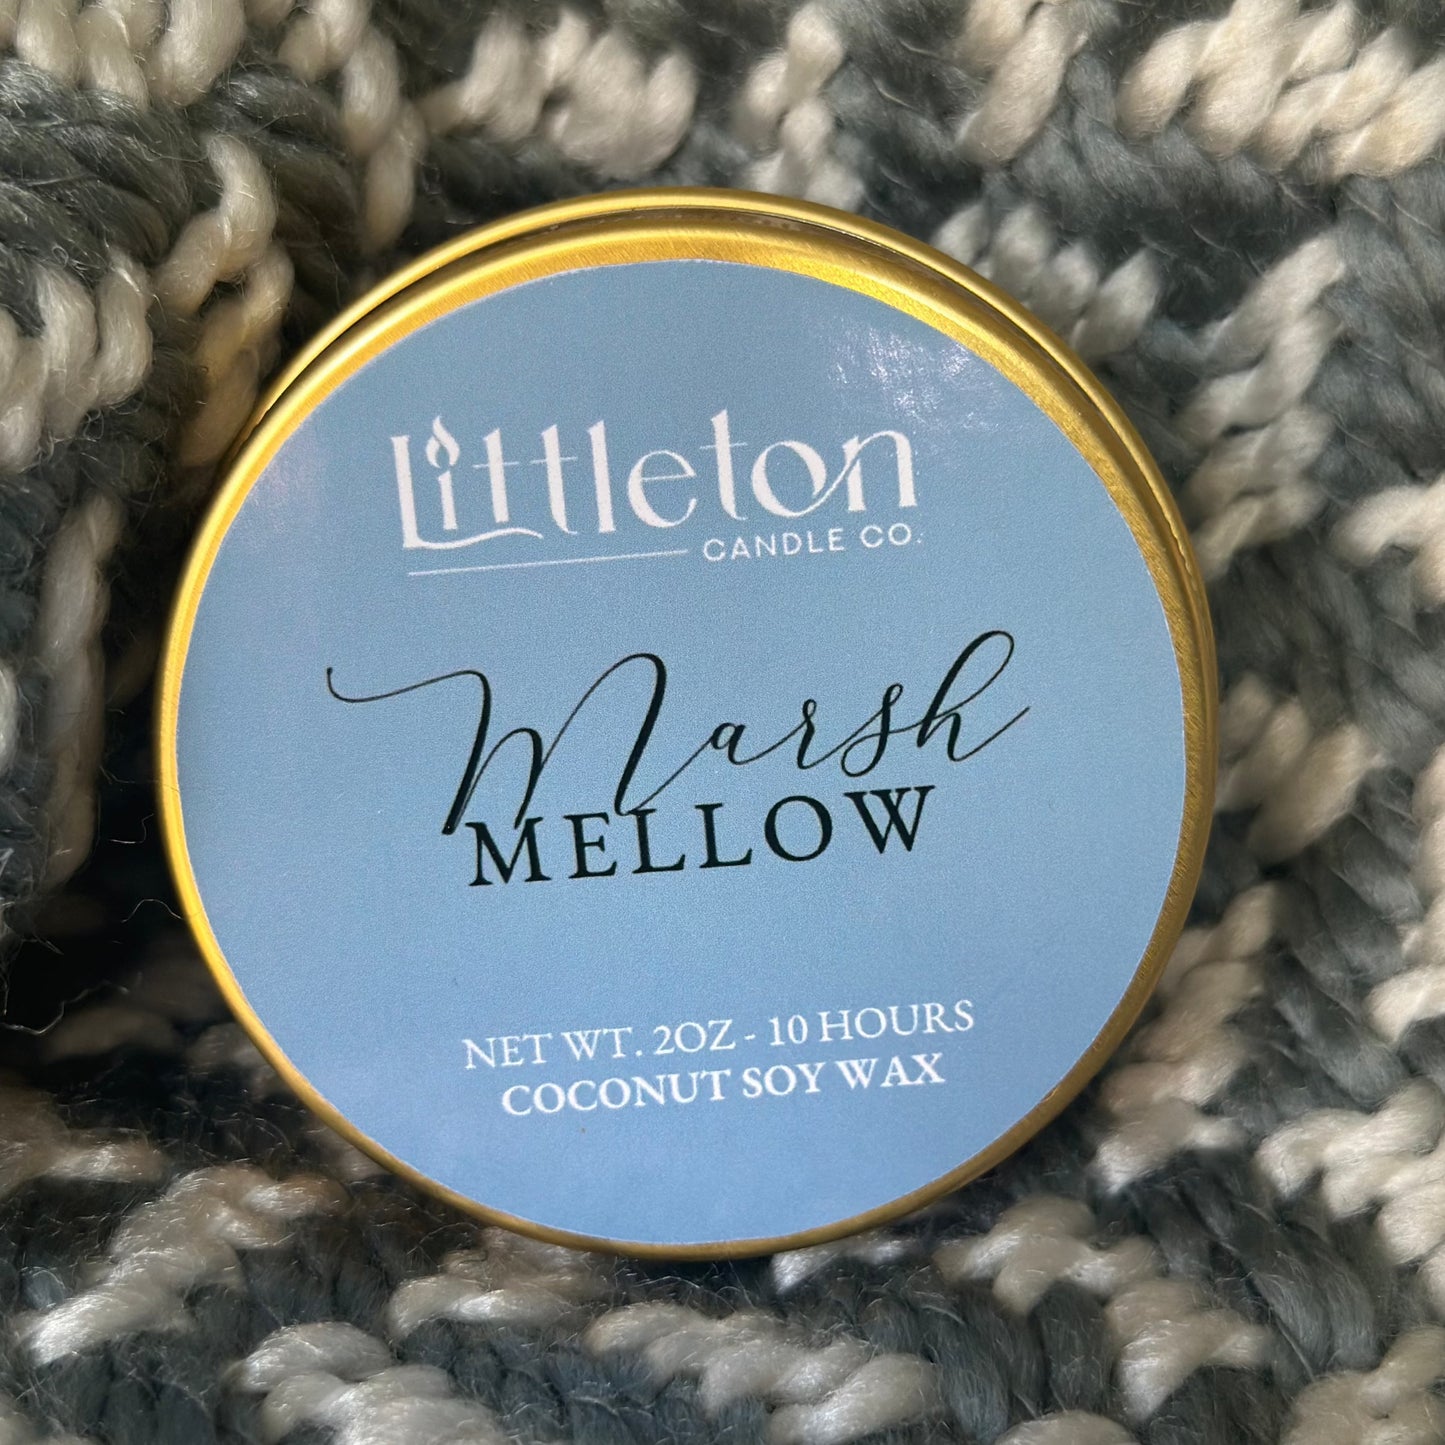 Littleton
CANDLE CO.
Marsh
MELLOW
NET WT. 2OZ - 10 HOURS
COCONUT SOY WAX